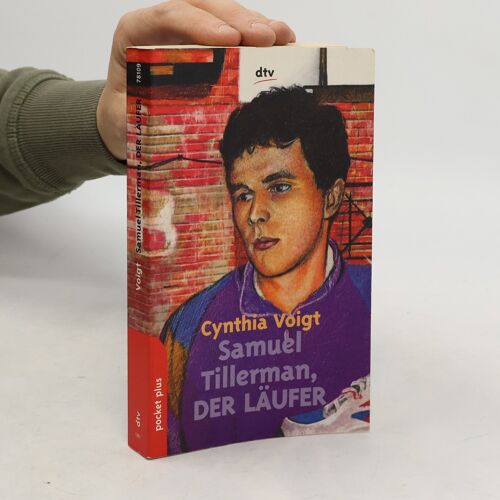 dtv
Cynthia Voigt
Samuel
Tillerman,
DER LÄUFER
78109
Voigt Samuel Tillerman, DER LÄUFER
pocket plus
dtv